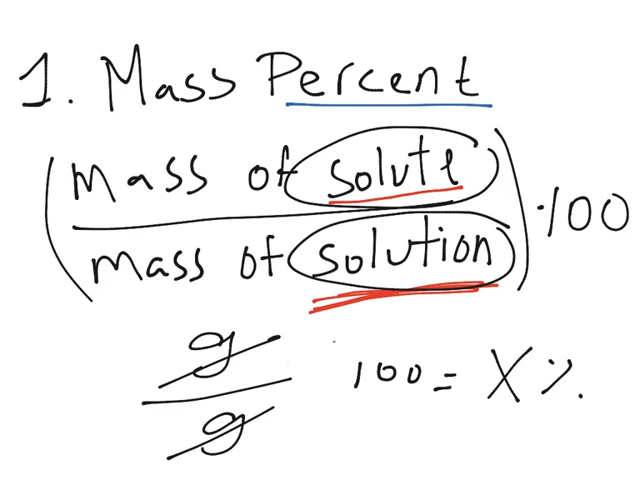 1. Mass Percent
(mass of solute
mass of solution) · 100
g
g 100 = X %.